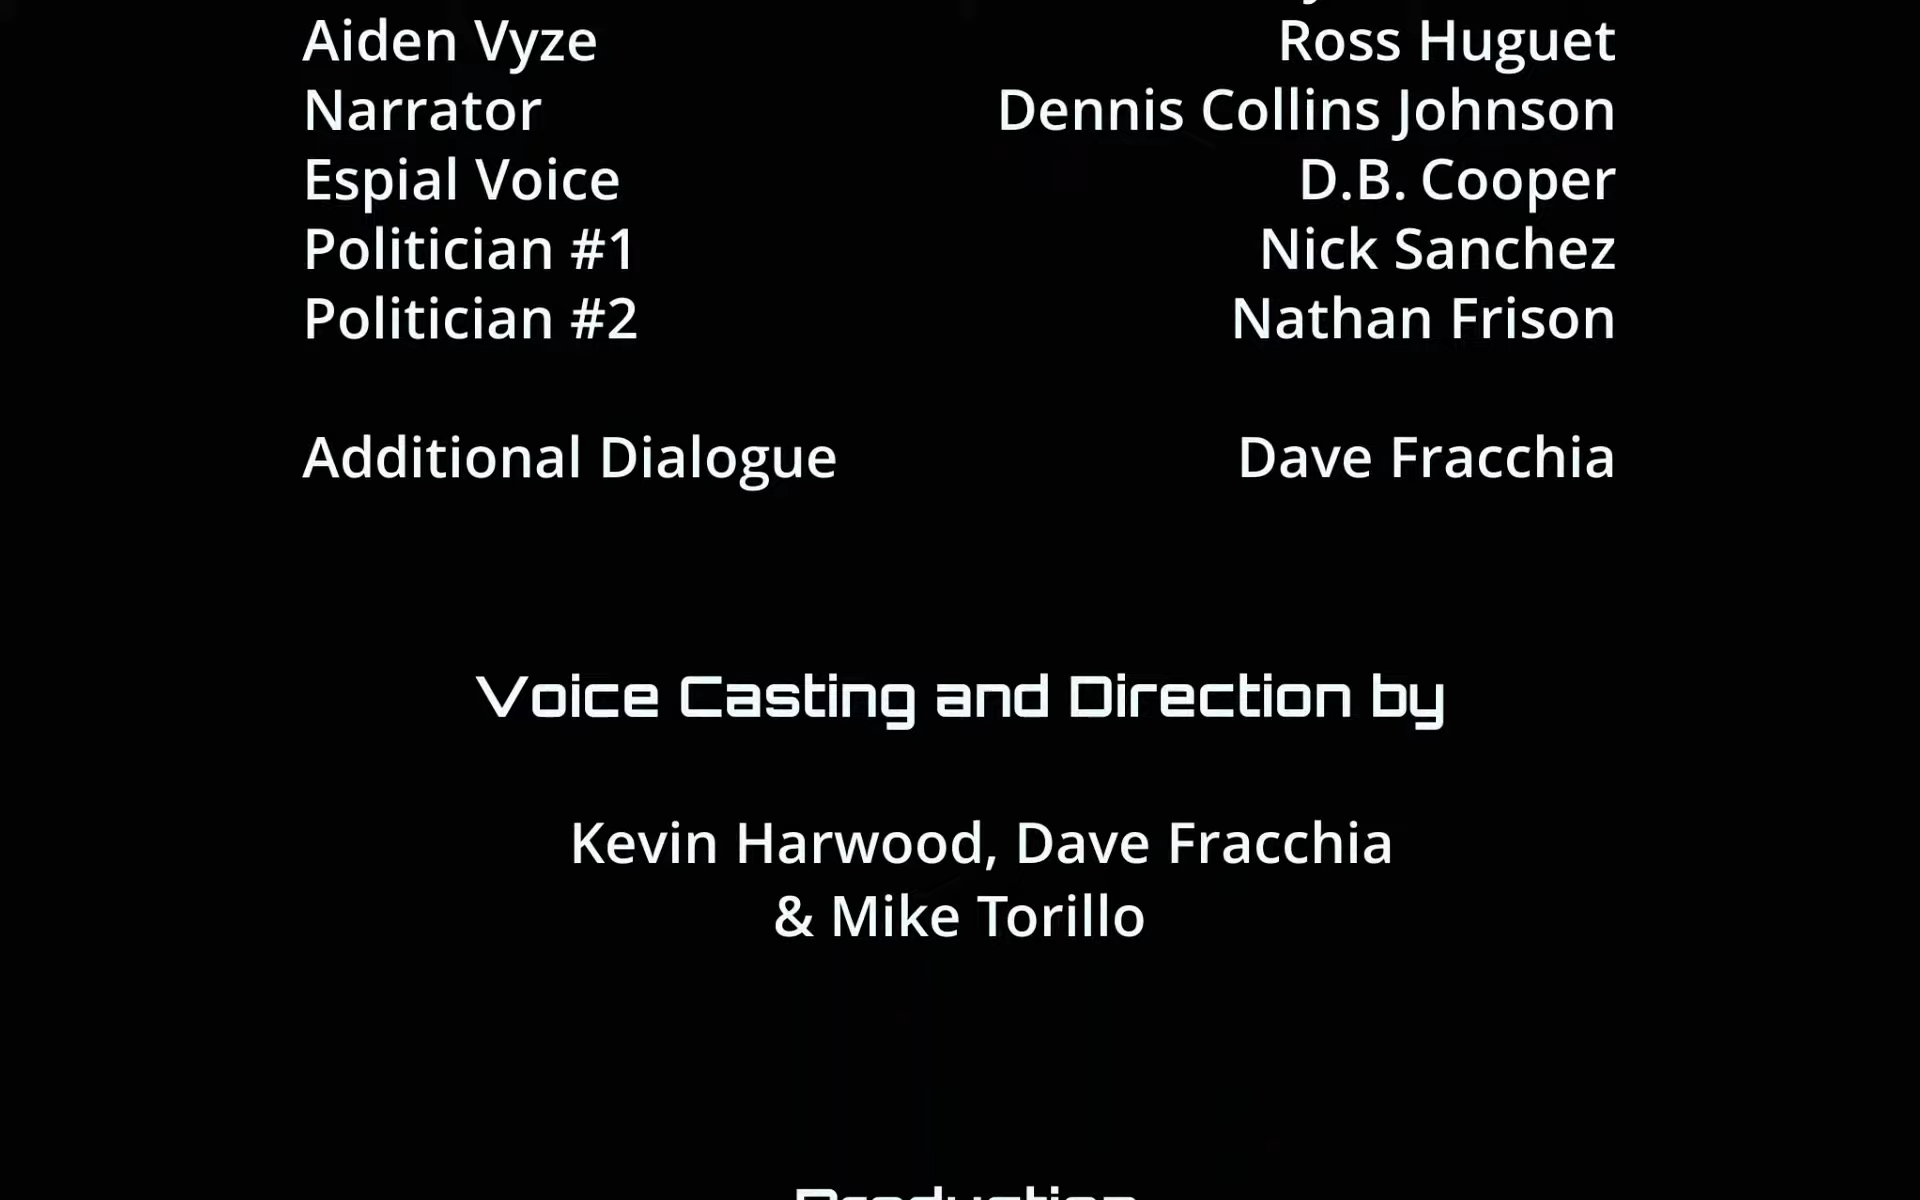 Aiden Vyze Ross Huguet
Narrator Dennis Collins Johnson
Espial Voice D.B. Cooper
Politician #1 Nick Sanchez
Politician #2 Nathan Frison
Additional Dialogue Dave Fracchia
Voice Casting and Direction by
Kevin Harwood, Dave Fracchia
& Mike Torillo
Production